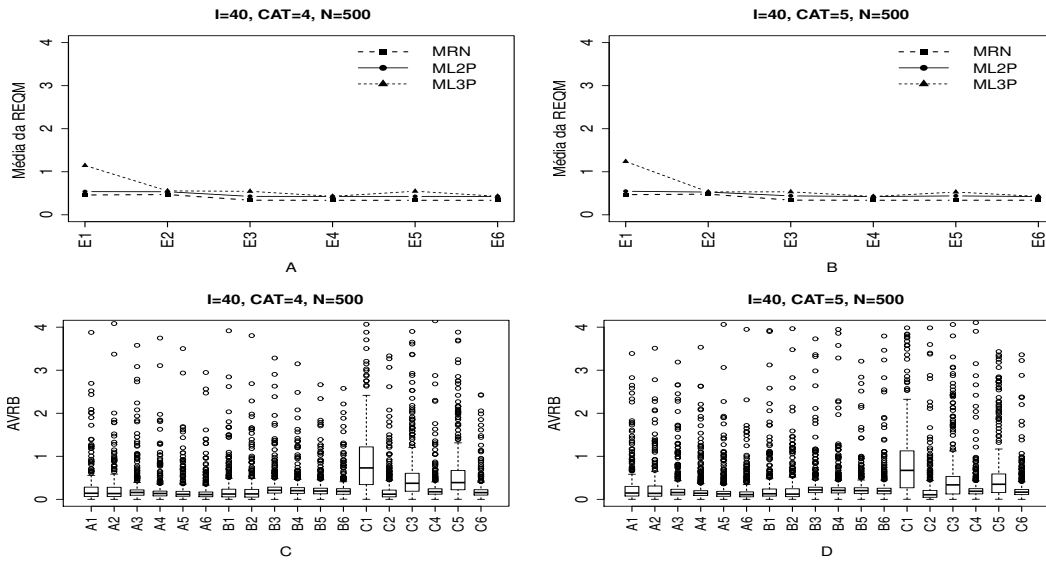 I=40, CAT=4, N=500
Média da REQM
4
3
2
1
0
MRN
ML2P
ML3P
E1 E2 E3 E4 E5 E6
A
I=40, CAT=5, N=500
Média da REQM
4
3
2
1
0
MRN
ML2P
ML3P
E1 E2 E3 E4 E5 E6
B
I=40, CAT=4, N=500
AVRB
4
3
2
1
0
A1 A2 A3 A4 A5 A6 B1 B2 B3 B4 B5 B6 C1 C2 C3 C4 C5 C6
C
I=40, CAT=5, N=500
AVRB
4
3
2
1
0
A1 A2 A3 A4 A5 A6 B1 B2 B3 B4 B5 B6 C1 C2 C3 C4 C5 C6
D